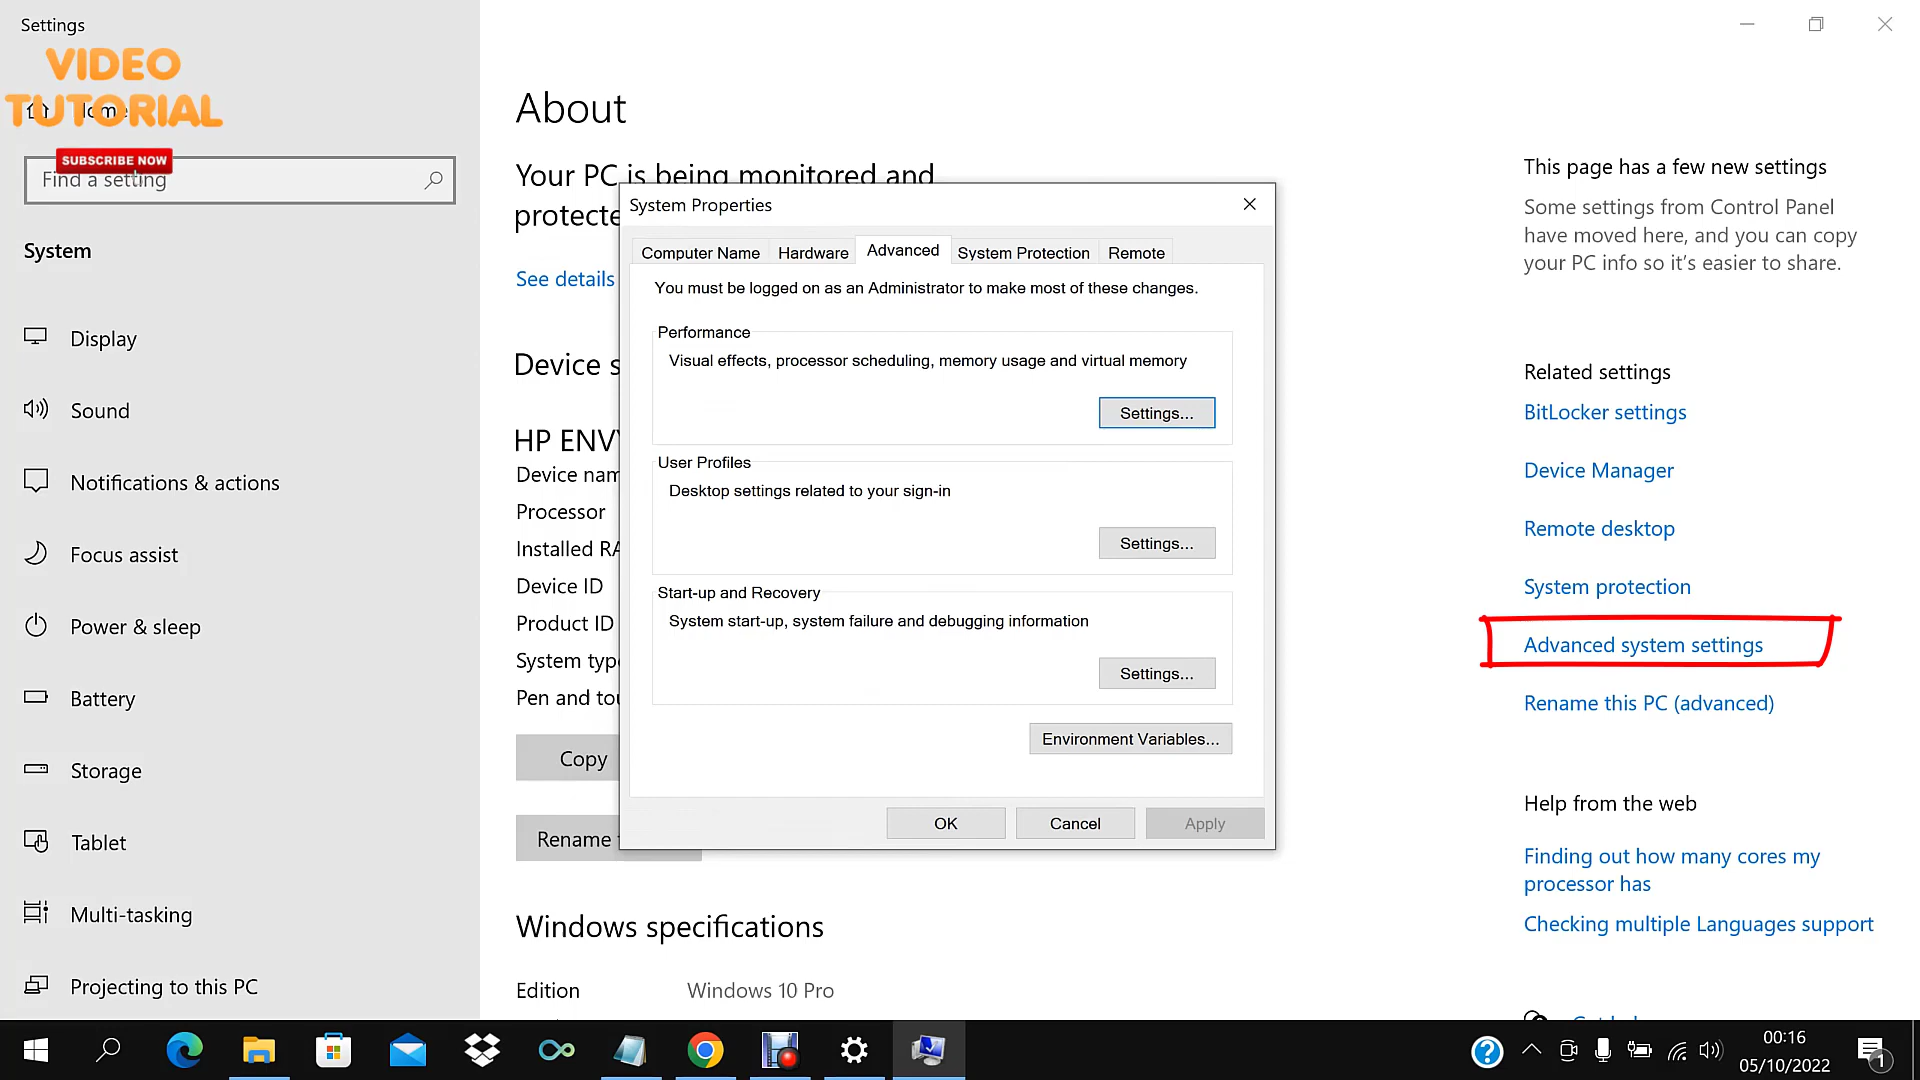 Settings
VIDEO
TUTORIAL
SUBSCRIBE NOW
Find a setting
System
Display
Sound
Notifications & actions
Focus assist
Power & sleep
Battery
Storage
Tablet
Multi-tasking
Projecting to this PC
About
Your PC is being monitored and
See details
Device
HP
Device
Processor
Installed
Device ID
Product ID
System
Pen and
Copy
Rename
Windows specifications
Edition Windows 10 Pro
System Properties
Computer Name Hardware Advanced System Protection Remote
You must be logged on as an Administrator to make most of these changes.
Performance
Visual effects, processor scheduling, memory usage and virtual memory
Settings...
User Profiles
Desktop settings related to your sign-in
Settings...
Start-up and Recovery
System start-up, system failure and debugging information
Settings...
Environment Variables...
OK Cancel Apply
This page has a few new settings
Some settings from Control Panel
have moved here, and you can copy
your PC info so it's easier to share.
Related settings
BitLocker settings
Device Manager
Remote desktop
System protection
Advanced system settings
Rename this PC (advanced)
Help from the web
Finding out how many cores my
processor has
Checking multiple Languages support
00:16
05/10/2022
1